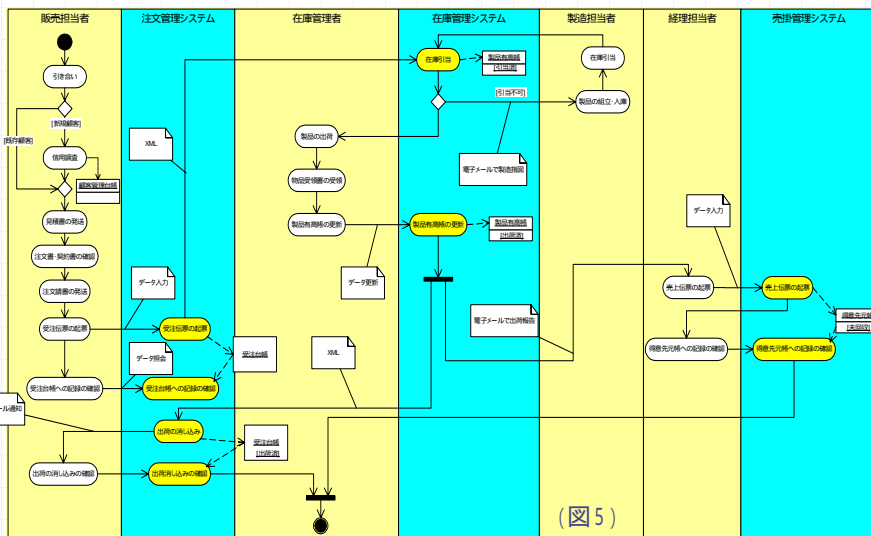 販売担当者
注文管理システム
在庫管理者
在庫管理システム
製造担当者
経理担当者
売掛管理システム
引き合い
[新規顧客]
[既存顧客]
信用調査
顧客管理台帳
見積書の発送
注文書・契約書の確認
注文請書の発送
受注伝票の起票
受注台帳への記録の確認
ール通知
出荷の消し込みの確認
XML
データ入力
受注伝票の起票
データ照会
受注台帳への記録の確認
出荷の消し込み
出荷消し込みの確認
受注台帳
受注台帳
[出荷済]
製品の出荷
物品受領書の受領
製品有高帳の更新
データ更新
XML
在庫引当
製品有高帳
[引当済]
[引当不可]
電子メールで製造指図
製品有高帳の更新
製品有高帳
[出荷済]
電子メールで出荷報告
在庫引当
製品の組立・入庫
データ入力
売上伝票の起票
得意先元帳への記録の確認
売上伝票の起票
得意先元帳
[未回収]
得意先元帳への記録の確認
(図5)